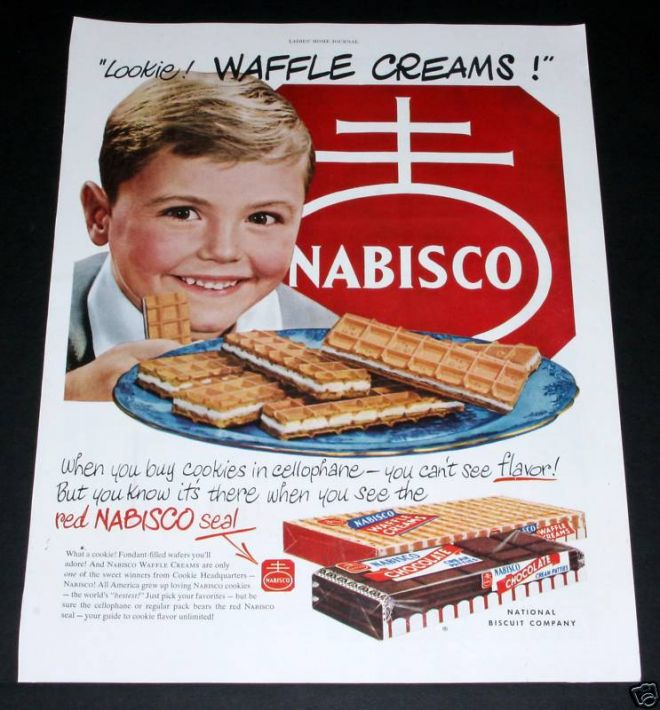 LADIES' HOME JOURNAL
"Lookie! WAFFLE CREAMS!"
NABISCO
When you buy cookies in cellophane — you can't see flavor!
But you know it's there when you see the
red NABISCO seal
What a cookie! Fondant-filled wafers you'll
adore! And NABISCO WAFFLE CREAMS are only
one of the sweet winners from Cookie Headquarters —
NABISCO! All America grew up loving NABISCO cookies
— the world's "bestest!" Just pick your favorites — but be
sure the cellophane or regular pack bears the red NABISCO
seal — your guide to cookie flavor unlimited!
NABISCO
NABISCO
WAFFLE
CREAMS
WAFFLE
CREAMS
NABISCO
CHOCOLATE
CREAM PATTIES
NABISCO
CHOCOLATE
CREAM PATTIES
NATIONAL
BISCUIT COMPANY